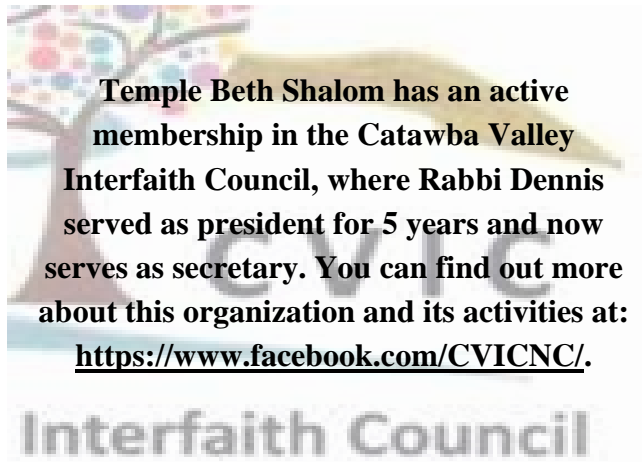 Temple Beth Shalom has an active
membership in the Catawba Valley
Interfaith Council, where Rabbi Dennis
served as president for 5 years and now
serves as secretary. You can find out more
about this organization and its activities at:
https://www.facebook.com/CVICNC/.
CVIC
Interfaith Council